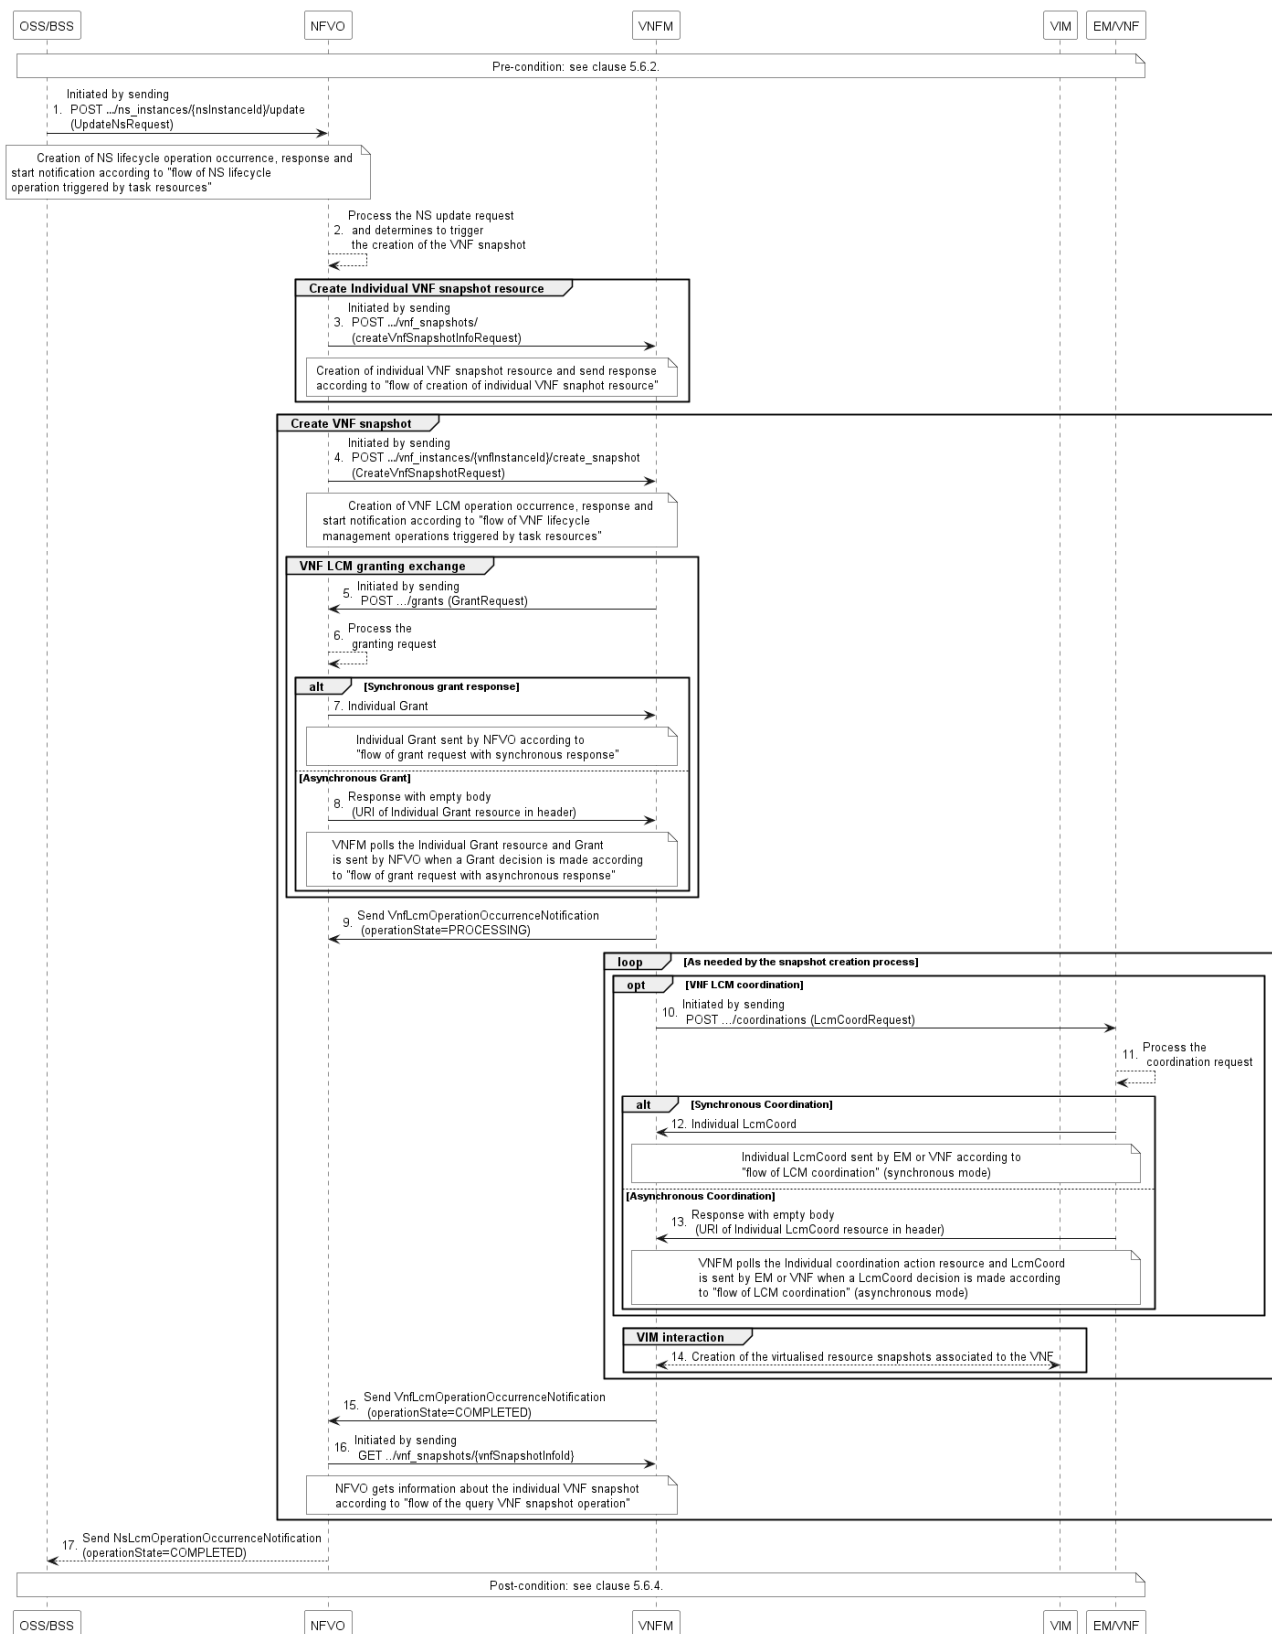 OSS/BSS NFVO VNFM VIM EM/VNF
Pre-condition: see clause 5.6.2.
Initiated by sending
1. POST .../ns_instances/{nsInstanceId}/update
(UpdateNsRequest)
Creation of NS lifecycle operation occurrence, response and
start notification according to "flow of NS lifecycle
operation triggered by task resources"
Process the NS update request
2. and determines to trigger
the creation of the VNF snapshot
Create Individual VNF snapshot resource
Initiated by sending
3. POST .../vnf_snapshots/
(createVnfSnapshotInfoRequest)
Creation of individual VNF snapshot resource and send response
according to "flow of creation of individual VNF snaphot resource"
Create VNF snapshot
Initiated by sending
4. POST .../vnf_instances/{vnfInstanceId}/create_snapshot
(CreateVnfSnapshotRequest)
Creation of VNF LCM operation occurrence, response and
start notification according to "flow of VNF lifecycle
management operations triggered by task resources"
VNF LCM granting exchange
5. Initiated by sending
POST .../grants (GrantRequest)
6. Process the
granting request
alt [Synchronous grant response]
7. Individual Grant
Individual Grant sent by NFVO according to
"flow of grant request with synchronous response"
[Asynchronous Grant]
8. Response with empty body
(URI of Individual Grant resource in header)
VNFM polls the Individual Grant resource and Grant
is sent by NFVO when a Grant decision is made according
to "flow of grant request with asynchronous response"
9. Send VnfLcmOperationOccurrenceNotification
(operationState=PROCESSING)
loop [As needed by the snapshot creation process]
opt [VNF LCM coordination]
10. Initiated by sending
POST .../coordinations (LcmCoordRequest)
11. Process the
coordination request
alt [Synchronous Coordination]
12. Individual LcmCoord
Individual LcmCoord sent by EM or VNF according to
"flow of LCM coordination" (synchronous mode)
[Asynchronous Coordination]
13. Response with empty body
(URI of Individual LcmCoord resource in header)
VNFM polls the Individual coordination action resource and LcmCoord
is sent by EM or VNF when a LcmCoord decision is made according
to "flow of LCM coordination" (asynchronous mode)
VIM interaction
14. Creation of the virtualised resource snapshots associated to the VNF
15. Send VnfLcmOperationOccurrenceNotification
(operationState=COMPLETED)
16. Initiated by sending
GET ../vnf_snapshots/{vnfSnapshotInfoId}
NFVO gets information about the individual VNF snapshot
according to "flow of the query VNF snapshot operation"
17. Send NsLcmOperationOccurrenceNotification
(operationState=COMPLETED)
Post-condition: see clause 5.6.4.
OSS/BSS NFVO VNFM VIM EM/VNF